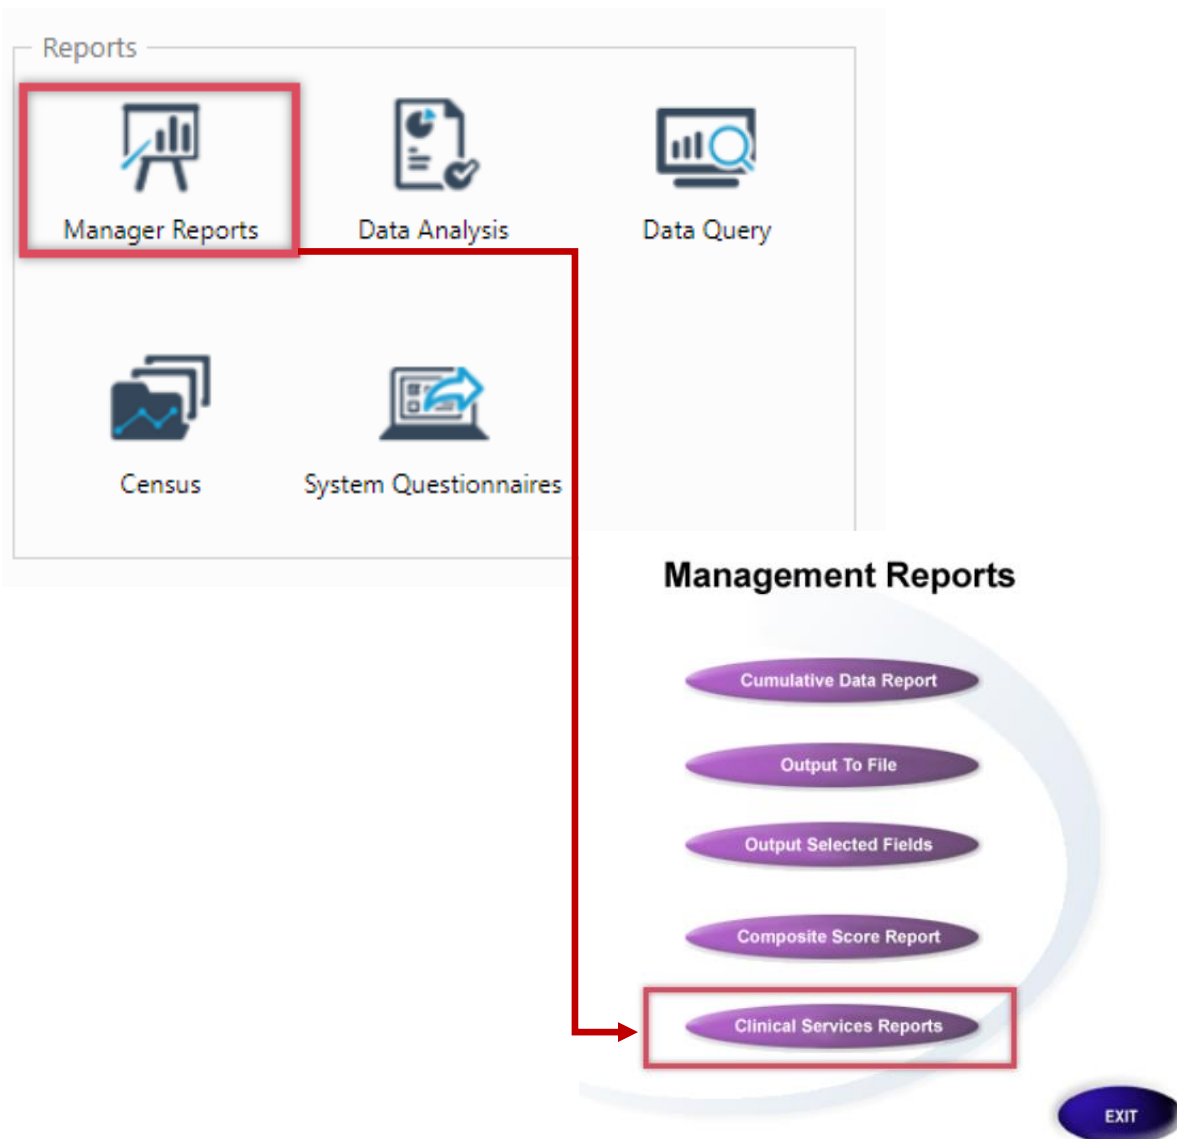 Reports
Manager Reports
Data Analysis
Data Query
Census
System Questionnaires
Management Reports
Cumulative Data Report
Output To File
Output Selected Fields
Composite Score Report
Clinical Services Reports
EXIT